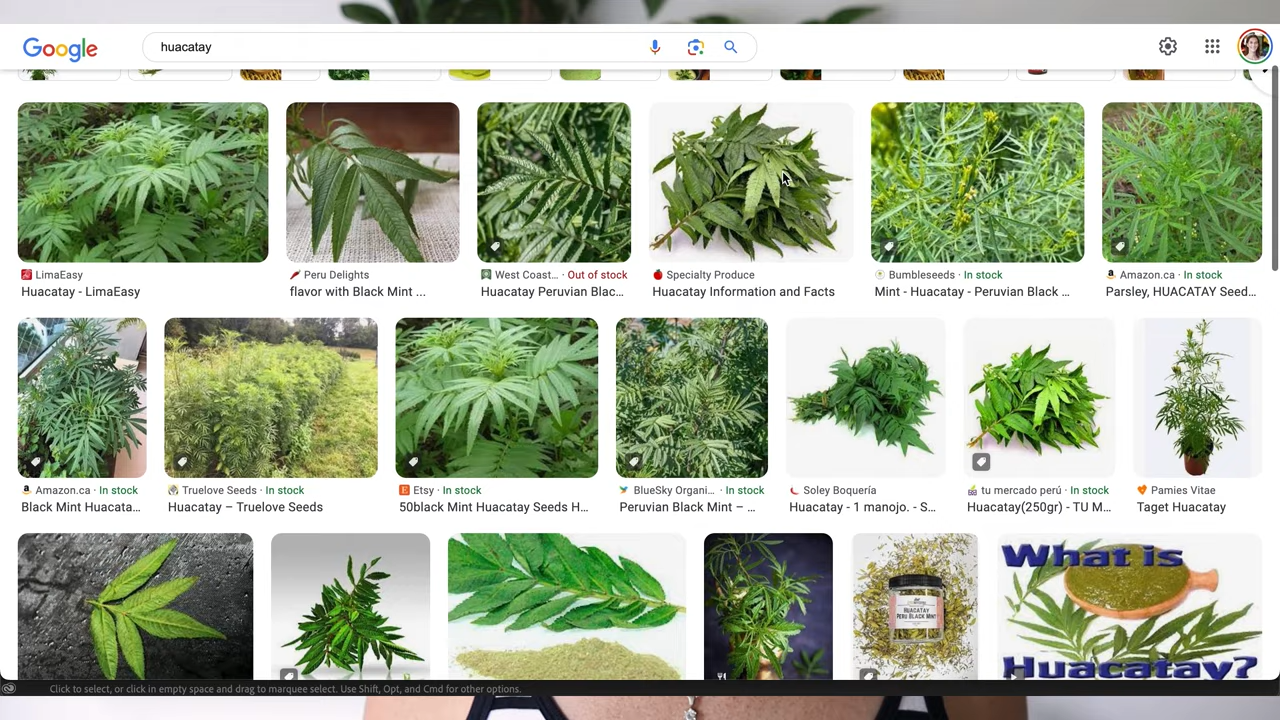 Google
huacatay
LimaEasy
Huacatay - LimaEasy
Peru Delights
flavor with Black Mint ...
West Coast... · Out of stock
Huacatay Peruvian Blac...
Specialty Produce
Huacatay Information and Facts
Bumbleseeds · In stock
Mint - Huacatay - Peruvian Black ...
Amazon.ca · In stock
Parsley, HUACATAY Seed...
Amazon.ca · In stock
Black Mint Huacata...
Truelove Seeds · In stock
Huacatay – Truelove Seeds
Etsy · In stock
50black Mint Huacatay Seeds H...
BlueSky Organi... · In stock
Peruvian Black Mint – ...
Soley Boquería
Huacatay - 1 manojo. - S...
tu mercado perú · In stock
Huacatay(250gr) - TU M...
Pamies Vitae
Taget Huacatay
HUACATAY
PERU BLACK MINT
What is
Huacatay?
Click to select, or click in empty space and drag to marquee select. Use Shift, Opt, and Cmd for other options.